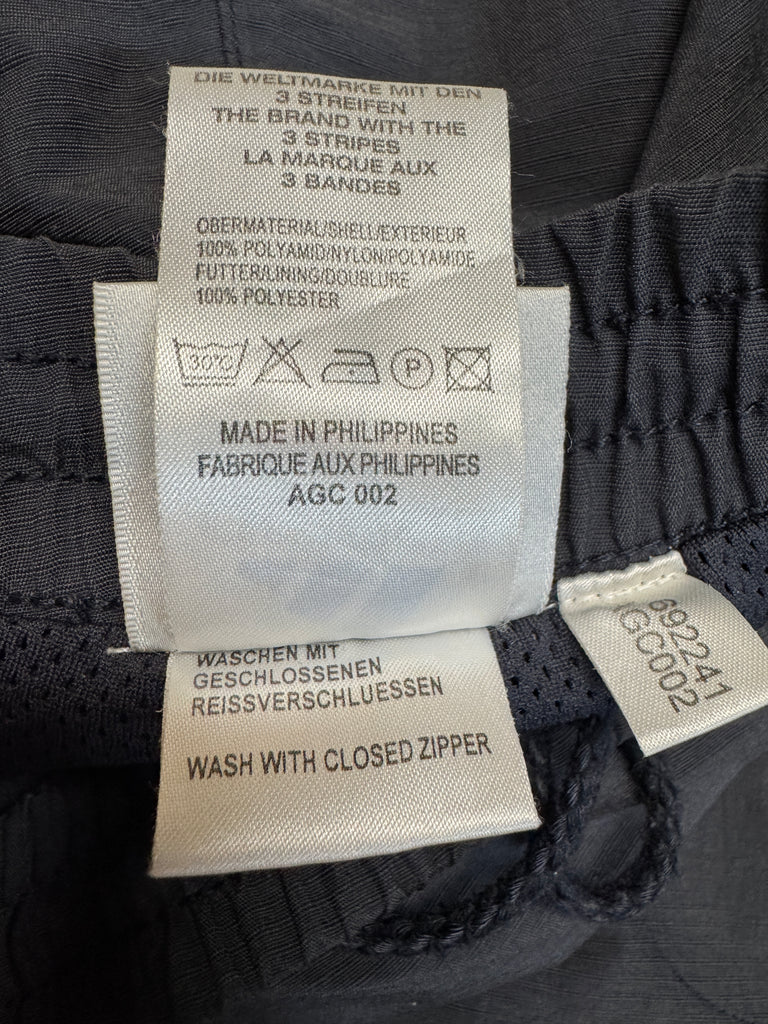 DIE WELTMARKE MIT DEN
3 STREIFEN
THE BRAND WITH THE
3 STRIPES
LA MARQUE AUX
3 BANDES
OBERMATERIAL/SHELL/EXTERIEUR
100% POLYAMID/NYLON/POLYAMIDE
FUTTER/LINING/DOUBLURE
100% POLYESTER
30°C
P
MADE IN PHILIPPINES
FABRIQUE AUX PHILIPPINES
AGC 002
WASCHEN MIT
GESCHLOSSENEN
REISSVERSCHLUESSEN
WASH WITH CLOSED ZIPPER
692241
AGC002